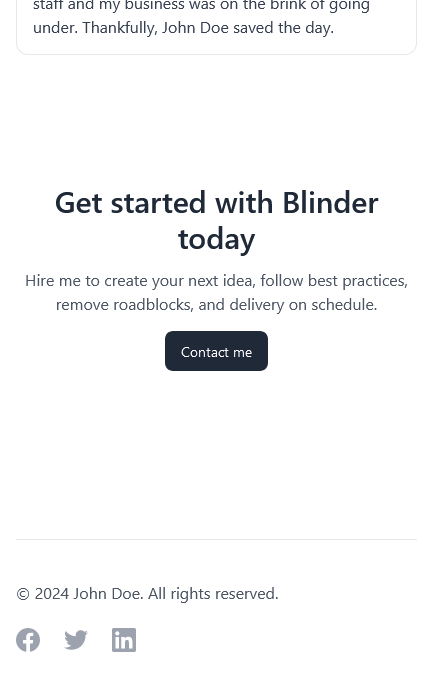 staff and my business was on the brink of going
under. Thankfully, John Doe saved the day.
Get started with Blinder
today
Hire me to create your next idea, follow best practices,
remove roadblocks, and delivery on schedule.
Contact me
© 2024 John Doe. All rights reserved.